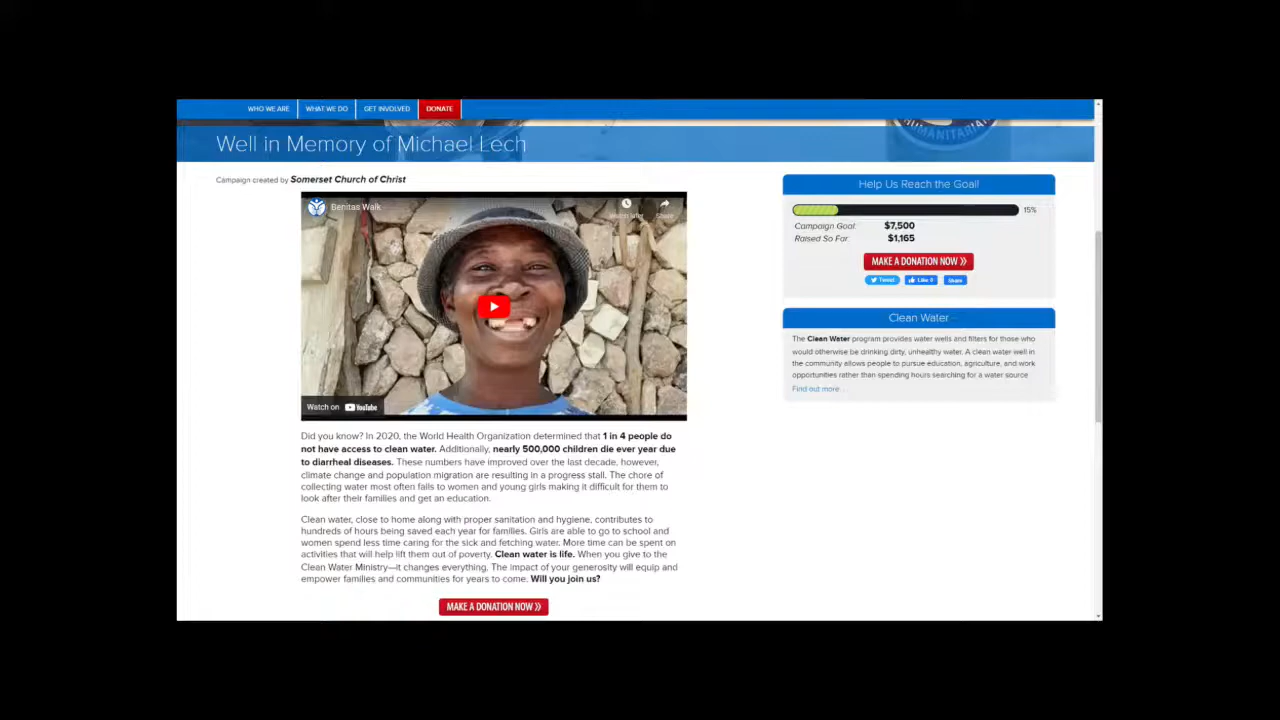 WHO WE ARE
WHAT WE DO
GET INVOLVED
DONATE
HUMANITARIAN
Well in Memory of Michael Lech
Campaign created by Somerset Church of Christ
Benitas Walk
Watch later
Share
Watch on YouTube
Did you know? In 2020, the World Health Organization determined that 1 in 4 people do
not have access to clean water. Additionally, nearly 500,000 children die ever year due
to diarrheal diseases. These numbers have improved over the last decade, however,
climate change and population migration are resulting in a progress stall. The chore of
collecting water most often falls to women and young girls making it difficult for them to
look after their families and get an education.
Clean water, close to home along with proper sanitation and hygiene, contributes to
hundreds of hours being saved each year for families. Girls are able to go to school and
women spend less time caring for the sick and fetching water. More time can be spent on
activities that will help lift them out of poverty. Clean water is life. When you give to the
Clean Water Ministry—it changes everything. The impact of your generosity will equip and
empower families and communities for years to come. Will you join us?
MAKE A DONATION NOW »
Help Us Reach the Goal!
15%
Campaign Goal: $7,500
Raised So Far: $1,165
MAKE A DONATION NOW »
Tweet
Like 0
Share
Clean Water
The Clean Water program provides water wells and filters for those who
would otherwise be drinking dirty, unhealthy water. A clean water well in
the community allows people to pursue education, agriculture, and work
opportunities rather than spending hours searching for a water source
Find out more...